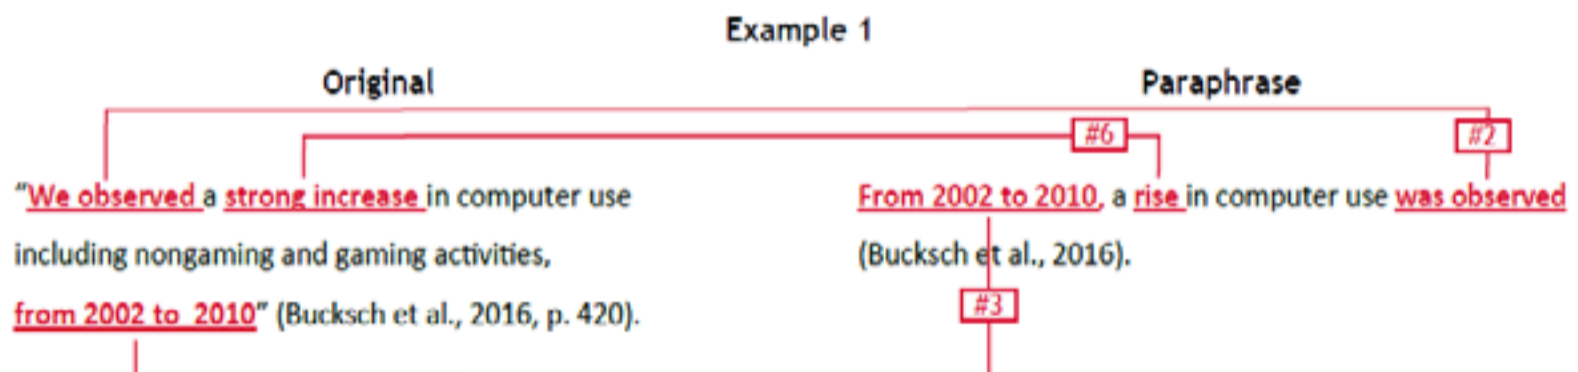 Example 1
Original
Paraphrase
#6
#2
"We observed a strong increase in computer use
including nongaming and gaming activities,
from 2002 to 2010" (Bucksch et al., 2016, p. 420).
From 2002 to 2010, a rise in computer use was observed
(Bucksch et al., 2016).
#3